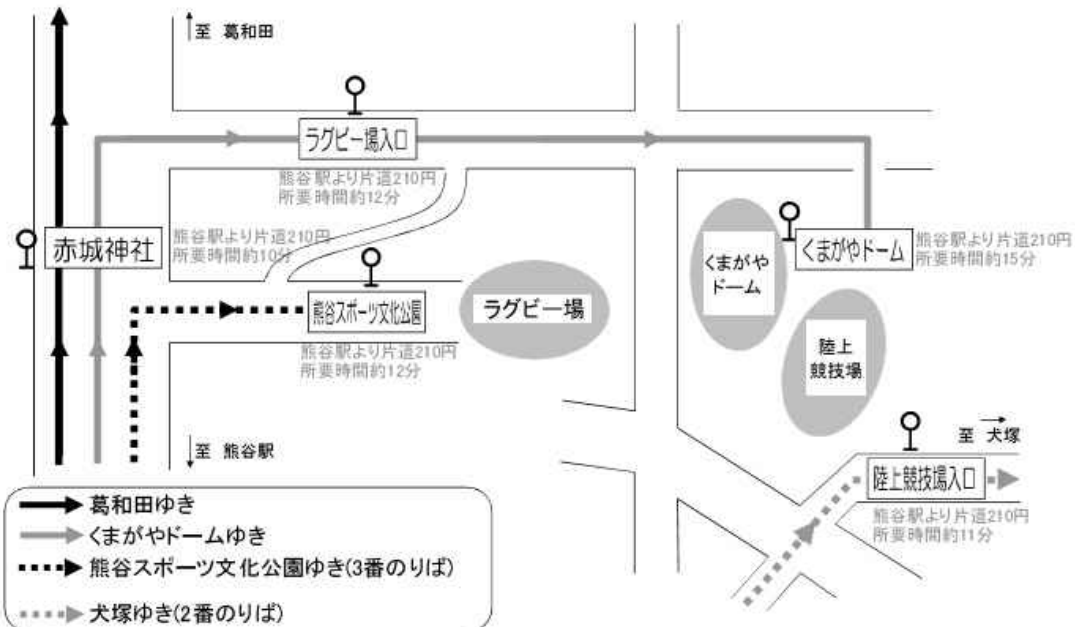 至 葛和田
ラグビー場入口
熊谷駅より片道210円
所要時間約12分
赤城神社
熊谷駅より片道210円
所要時間約10分
くまがやドーム
熊谷駅より片道210円
所要時間約15分
くまがや
ドーム
熊谷スポーツ文化公園
熊谷駅より片道210円
所要時間約12分
ラグビー場
陸上
競技場
至 熊谷駅
至 犬塚
陸上競技場入口
熊谷駅より片道210円
所要時間約11分
葛和田ゆき
くまがやドームゆき
熊谷スポーツ文化公園ゆき(3番のりば)
犬塚ゆき(2番のりば)